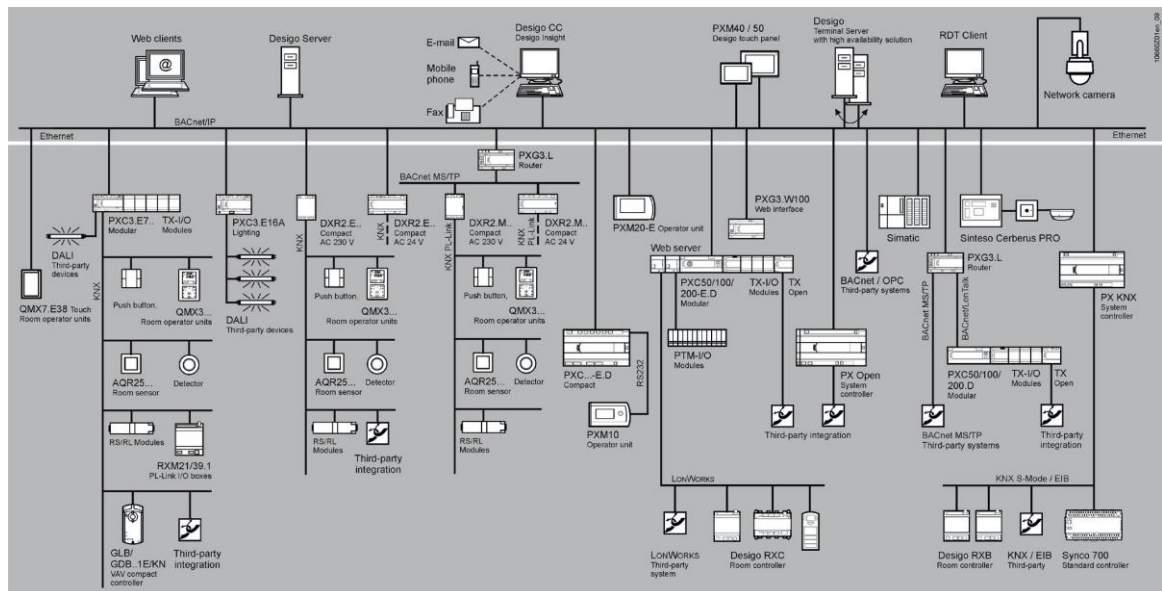 Web clients
Desigo Server
E-mail
Mobile
phone
Fax
Desigo CC
Desigo Insight
PXM40 / 50
Desigo touch panel
Desigo
Terminal Server
with high availability solution
RDT Client
Network camera
10666Z01en_09
BACnet/IP
Ethernet
Ethernet
PXG3.L
Router
BACnet MS/TP
PXC3.E7..
Modular
TX-I/O
Modules
PXC3.E16A
Lighting
DXR2.E..
Compact
AC 230 V
DXR2.E..
Compact
AC 24 V
DXR2.M..
Compact
AC 230 V
DXR2.M..
Compact
AC 24 V
PXM20-E Operator unit
PXG3.W100
Web interface
Simatic
Sinteso Cerberus PRO
DALI
Third-party
devices
KNX
KNX
KNX
KNX PL-Link
KNX
PL-Link
QMX7.E38 Touch
Room operator units
Push button,
QMX3...
Room operator units
DALI
Third-party devices
Push button,
QMX3...
Room operator units
Push button,
QMX3...
Room operator units
Web server
PXC50/100/
200-E.D
Modular
TX-I/O
Modules
TX
Open
BACnet / OPC
Third-party systems
PXG3.L
Router
PX KNX
System
controller
BACnet MS/TP
BACnet/LonTalk
AQR25...
Room sensor
Detector
AQR25...
Room sensor
Detector
AQR25...
Room sensor
Detector
PXC...-E.D
Compact
RS232
PTM-I/O
Modules
PX Open
System
controller
PXC50/100/
200.D
Modular
TX-I/O
Modules
TX
Open
RS/RL Modules
RXM21/39.1
PL-Link I/O boxes
RS/RL
Modules
Third-party
integration
RS/RL
Modules
PXM10
Operator unit
Third-party integration
BACnet MS/TP
Third-party systems
Third-party
integration
LONWORKS
KNX S-Mode / EIB
GLB/
GDB..1E/KN
VAV compact
controller
Third-party
integration
LONWORKS
Third-party
system
Desigo RXC
Room controller
Desigo RXB
Room controller
KNX / EIB
Third-party
Synco 700
Standard controller